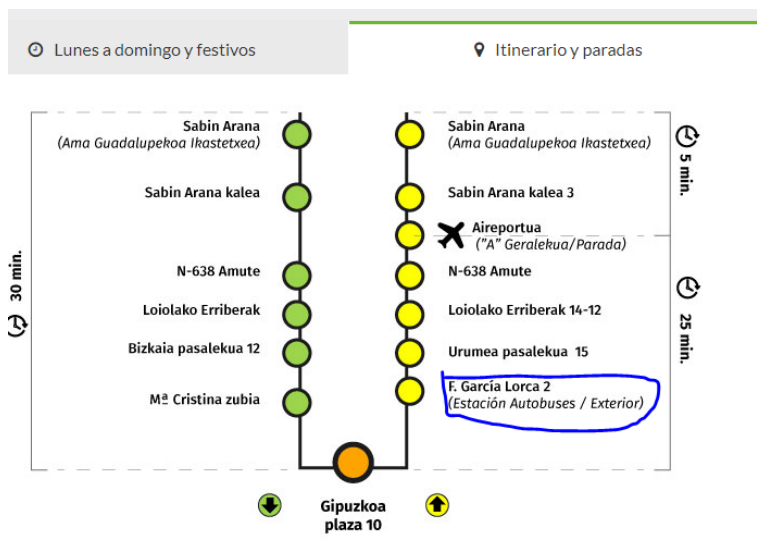 Lunes a domingo y festivos
Itinerario y paradas
Sabin Arana
(Ama Guadalupekoa Ikastetxea)
Sabin Arana kalea
N-638 Amute
Loiolako Erriberak
Bizkaia pasalekua 12
Mª Cristina zubia
30 min.
Sabin Arana
(Ama Guadalupekoa Ikastetxea)
Sabin Arana kalea 3
Aireportua
("A" Geralekua/Parada)
N-638 Amute
Loiolako Erriberak 14-12
Urumea pasalekua 15
F. García Lorca 2
(Estación Autobuses / Exterior)
5 min.
25 min.
Gipuzkoa
plaza 10